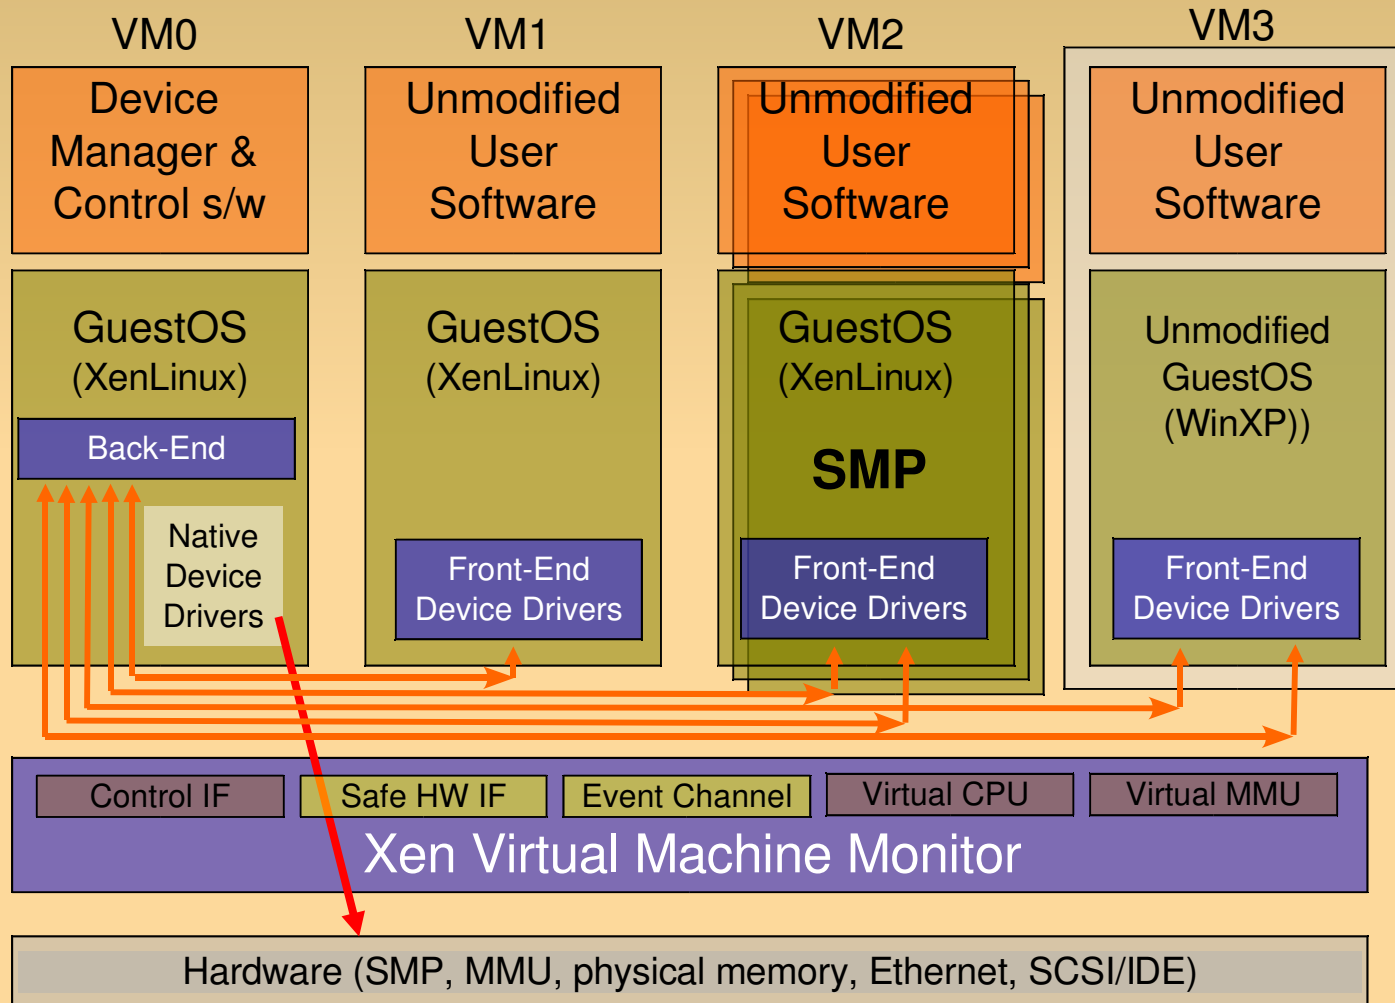 VM0
VM1
VM2
VM3
Device
Manager &
Control s/w
Unmodified
User
Software
Unmodified
User
Software
Unmodified
User
Software
GuestOS
(XenLinux)
Back-End
Native
Device
Drivers
GuestOS
(XenLinux)
Front-End
Device Drivers
GuestOS
(XenLinux)
SMP
Front-End
Device Drivers
Unmodified
GuestOS
(WinXP))
Front-End
Device Drivers
Control IF
Safe HW IF
Event Channel
Virtual CPU
Virtual MMU
Xen Virtual Machine Monitor
Hardware (SMP, MMU, physical memory, Ethernet, SCSI/IDE)